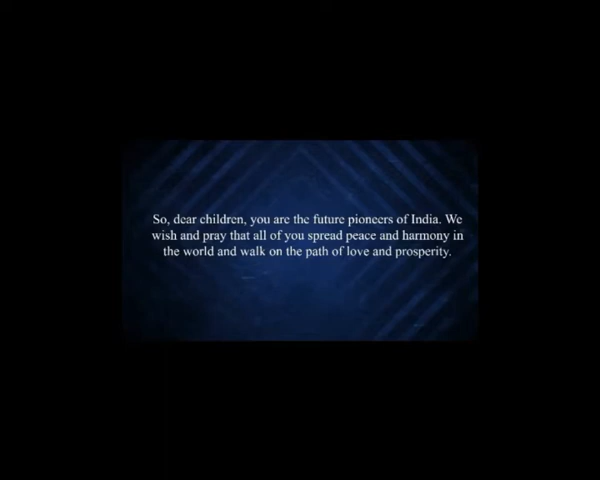 So, dear children, you are the future pioneers of India. We
wish and pray that all of you spread peace and harmony in
the world and walk on the path of love and prosperity.